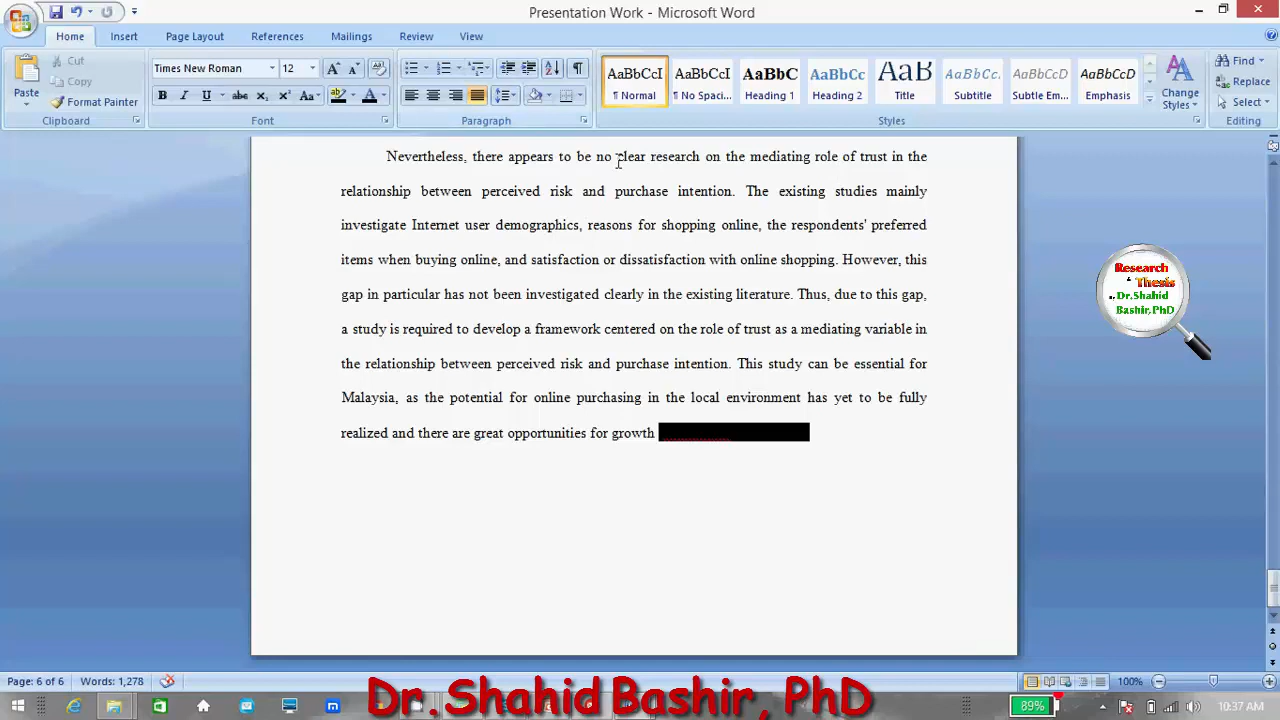 Presentation Work - Microsoft Word
Home Insert Page Layout References Mailings Review View
Paste
Cut
Copy
Format Painter
Clipboard
Times New Roman 12
Font
Paragraph
AaBbCcI AaBbCcI AaBbC AaBbCc AaB AaBbCc. AaBbCcD AaBbCcD
¶ Normal ¶ No Spaci... Heading 1 Heading 2 Title Subtitle Subtle Em... Emphasis
Change Styles
Styles
Find
Replace
Select
Editing
Nevertheless, there appears to be no clear research on the mediating role of trust in the
relationship between perceived risk and purchase intention. The existing studies mainly
investigate Internet user demographics, reasons for shopping online, the respondents' preferred
items when buying online, and satisfaction or dissatisfaction with online shopping. However, this
gap in particular has not been investigated clearly in the existing literature. Thus, due to this gap,
a study is required to develop a framework centered on the role of trust as a mediating variable in
the relationship between perceived risk and purchase intention. This study can be essential for
Malaysia, as the potential for online purchasing in the local environment has yet to be fully
realized and there are great opportunities for growth
Research
Thesis
Dr.Shahid
Bashir,PhD
Page: 6 of 6 Words: 1,278 100%
Dr.Shahid Bashir, PhD
89% 10:37 AM